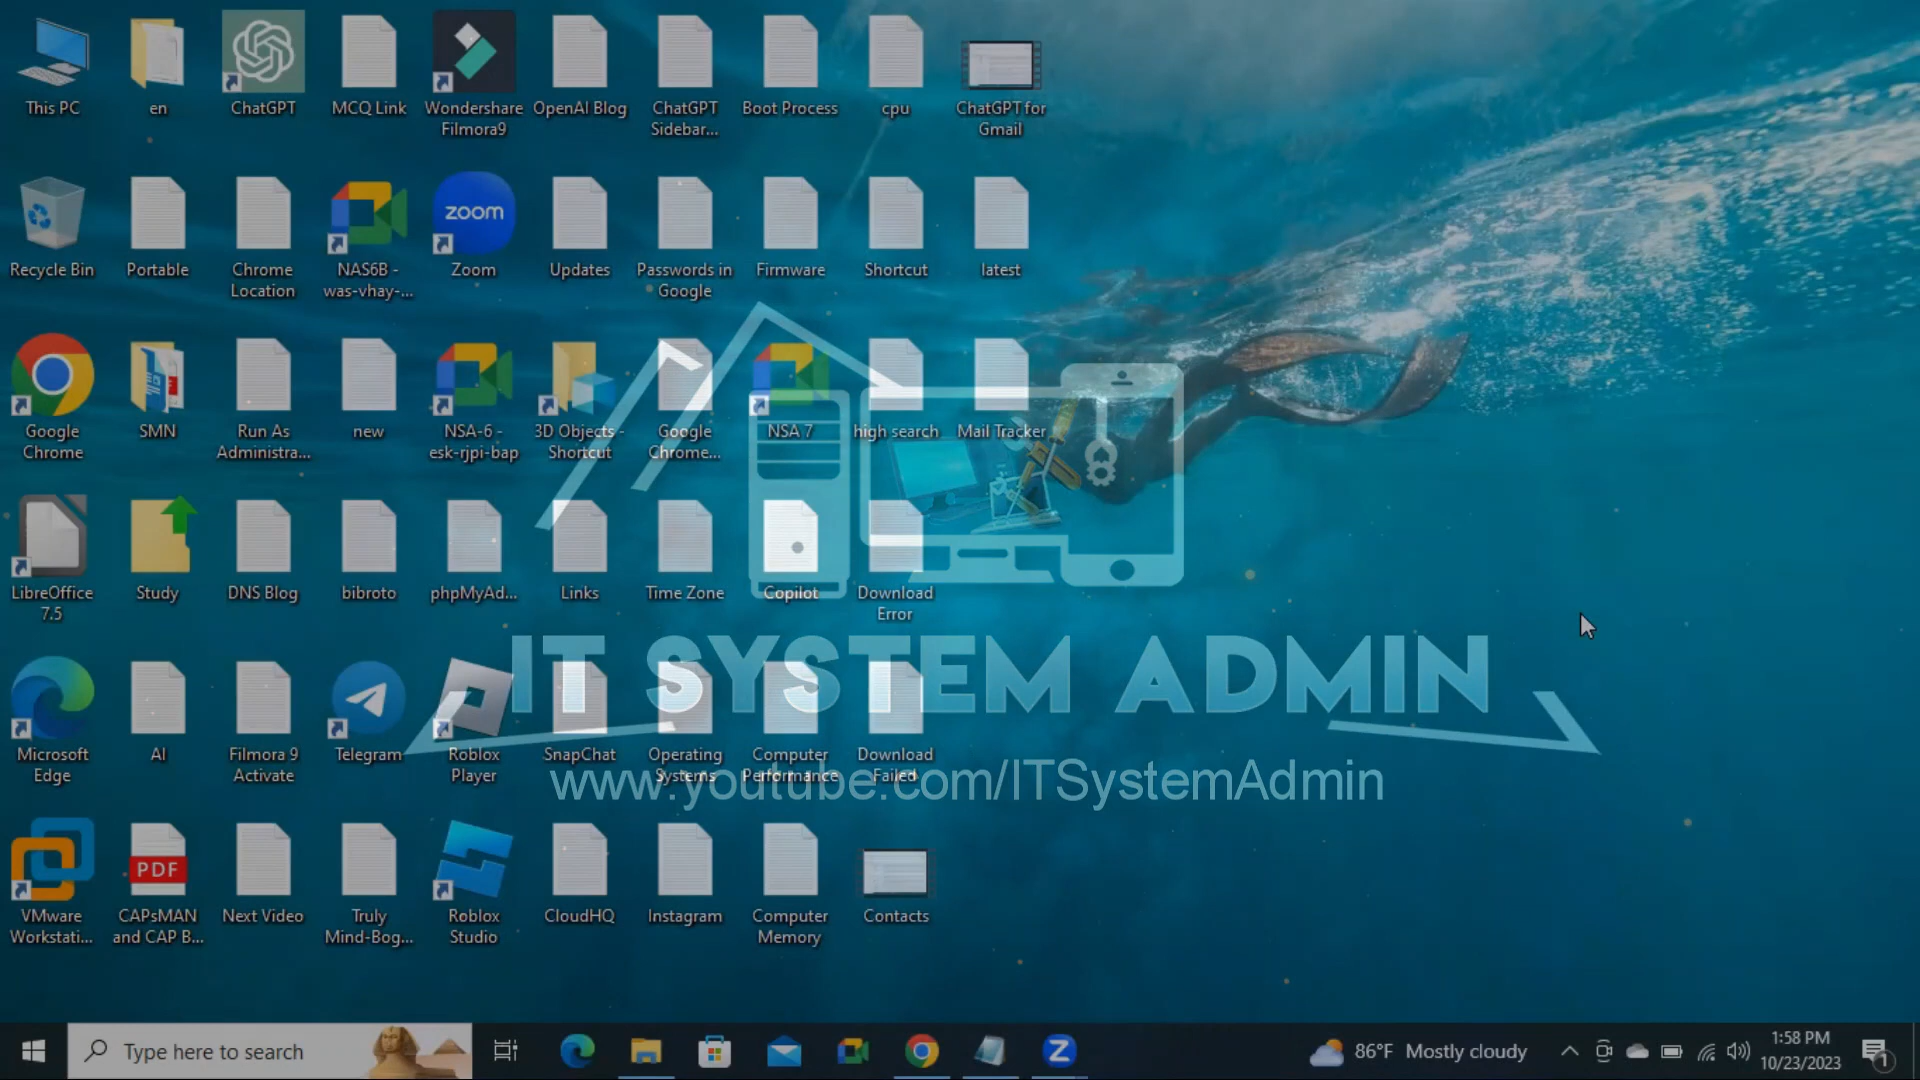 This PC
en
ChatGPT
MCQ Link
Wondershare
Filmora9
OpenAI Blog
ChatGPT
Sidebar...
Boot Process
cpu
ChatGPT for
Gmail
Recycle Bin
Portable
Chrome
Location
NAS6B -
was-vhay-...
zoom
Zoom
Updates
Passwords in
Google
Firmware
Shortcut
latest
Google
Chrome
SMN
Run As
Administra...
new
NSA-6 -
esk-rjpi-bap
3D Objects -
Shortcut
Google
Chrome...
NSA 7
high search
Mail Tracker
LibreOffice
7.5
Study
DNS Blog
bibroto
phpMyAd...
Links
Time Zone
Copilot
Download
Error
IT SYSTEM ADMIN
Microsoft
Edge
AI
Filmora 9
Activate
Telegram
Roblox
Player
SnapChat
Operating
Systems
Computer
Performance
Download
Failed
www.youtube.com/ITSystemAdmin
VMware
Workstati...
PDF
CAPsMAN
and CAP B...
Next Video
Truly
Mind-Bog...
Roblox
Studio
CloudHQ
Instagram
Computer
Memory
Contacts
Type here to search
Z
86°F Mostly cloudy
1:58 PM
10/23/2023
1